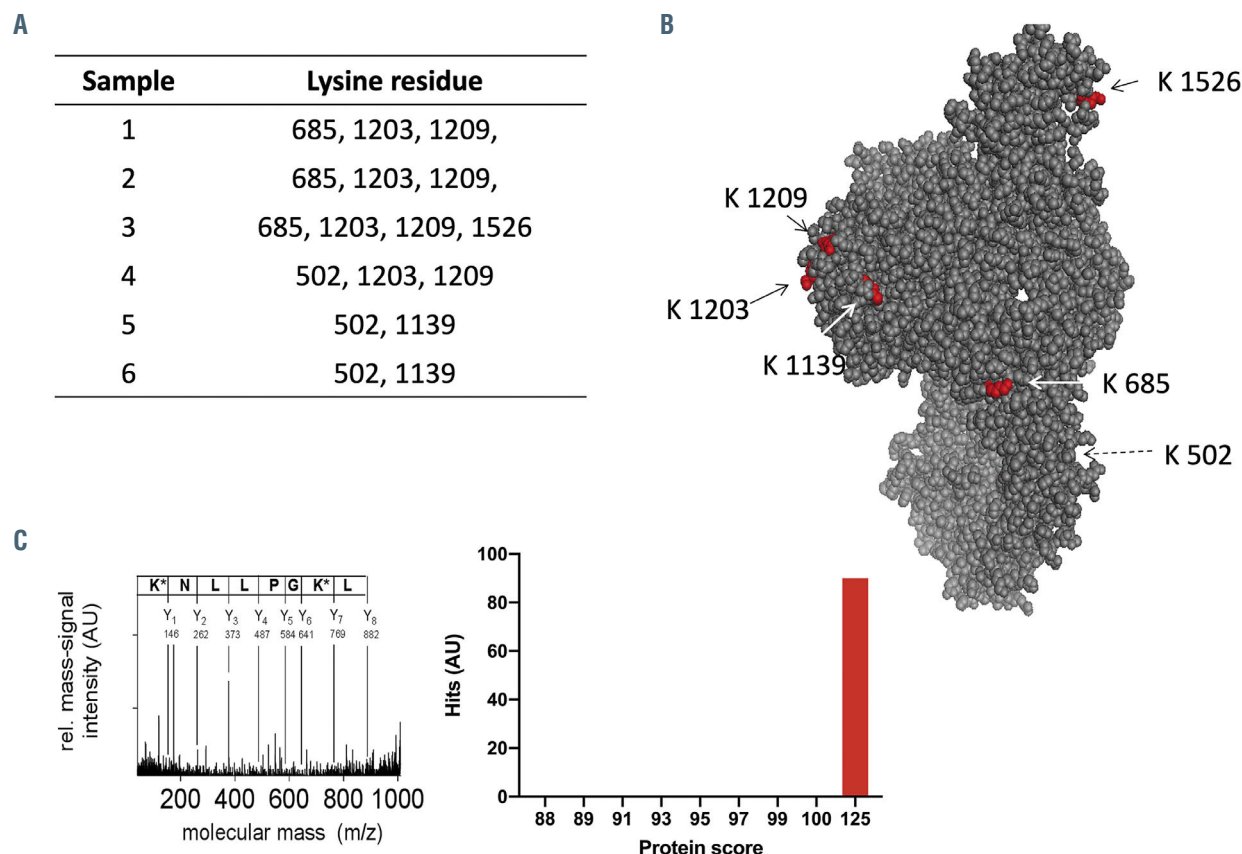 A
Sample Lysine residue
1 685, 1203, 1209,
2 685, 1203, 1209,
3 685, 1203, 1209, 1526
4 502, 1203, 1209
5 502, 1139
6 502, 1139
B
K 1526
K 1209
K 1203
K 1139
K 685
K 502
C
K* N L L P G K* L
Y1 Y2 Y3 Y4 Y5 Y6 Y7 Y8
146 262 373 487 584 641 769 882
rel. mass-signal
intensity (AU)
200 400 600 800 1000
molecular mass (m/z)
Hits (AU)
100
80
60
40
20
0
88 89 91 93 95 97 99 100 125
Protein score